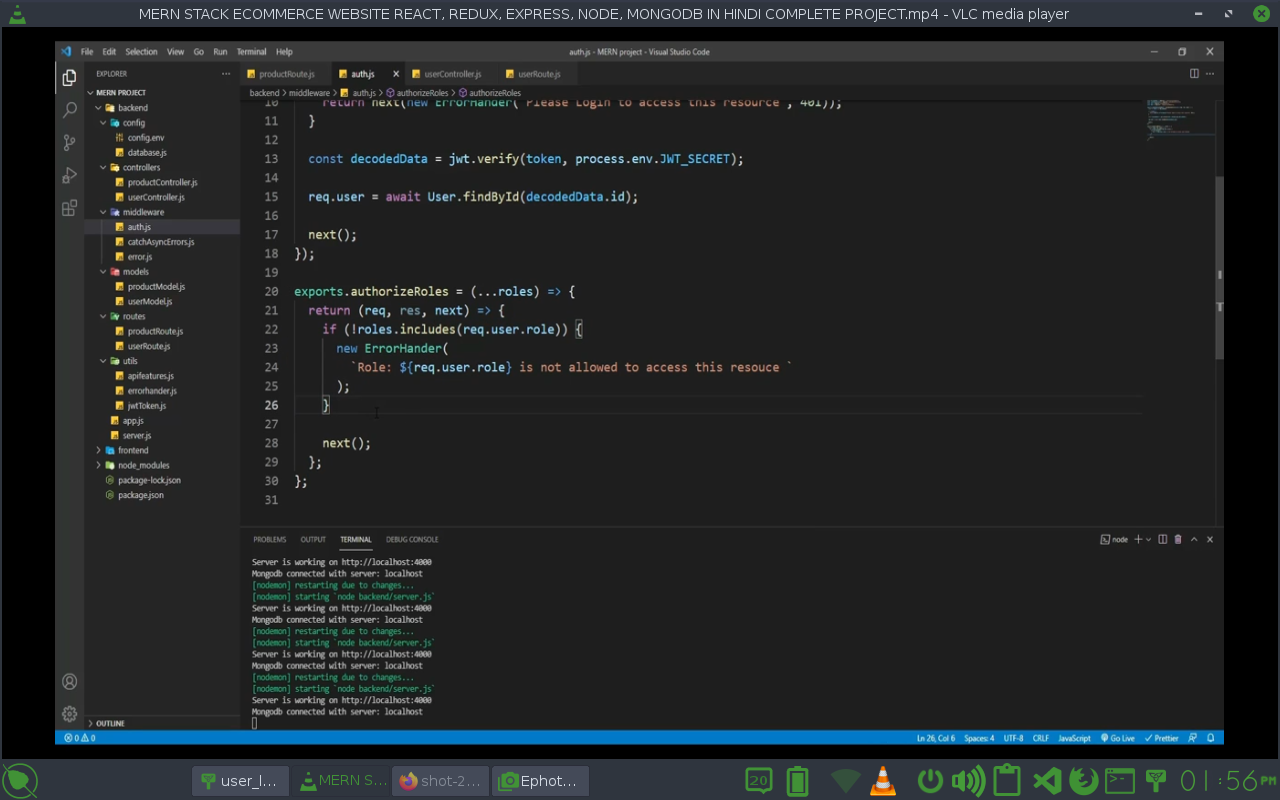 MERN STACK ECOMMERCE WEBSITE REACT, REDUX, EXPRESS, NODE, MONGODB IN HINDI COMPLETE PROJECT.mp4 - VLC media player
File Edit Selection View Go Run Terminal Help
auth.js - MERN project - Visual Studio Code
EXPLORER
MERN PROJECT
backend
config
config.env
database.js
controllers
productController.js
userController.js
middleware
auth.js
catchAsyncErrors.js
error.js
models
productModel.js
userModel.js
routes
productRoute.js
userRoute.js
utils
apifeatures.js
errorhander.js
jwtToken.js
app.js
server.js
frontend
node_modules
package-lock.json
package.json
OUTLINE
productRoute.js auth.js userController.js userRoute.js
backend > middleware > auth.js > authorizeRoles > authorizeRoles
10 return next(new ErrorHander("Please Login to access this resource", 401));
11 }
12
13 const decodedData = jwt.verify(token, process.env.JWT_SECRET);
14
15 req.user = await User.findById(decodedData.id);
16
17 next();
18 });
19
20 exports.authorizeRoles = (...roles) => {
21 return (req, res, next) => {
22 if (!roles.includes(req.user.role)) {
23 new ErrorHander(
24 `Role: ${req.user.role} is not allowed to access this resouce `
25 );
26 }
27
28 next();
29 };
30 };
31
PROBLEMS OUTPUT TERMINAL DEBUG CONSOLE
node
Server is working on http://localhost:4000
Mongodb connected with server: localhost
[nodemon] restarting due to changes...
[nodemon] starting `node backend/server.js`
Server is working on http://localhost:4000
Mongodb connected with server: localhost
[nodemon] restarting due to changes...
[nodemon] starting `node backend/server.js`
Server is working on http://localhost:4000
Mongodb connected with server: localhost
[nodemon] restarting due to changes...
[nodemon] starting `node backend/server.js`
Server is working on http://localhost:4000
Mongodb connected with server: localhost
0 0
Ln 26, Col 6 Spaces: 4 UTF-8 CRLF JavaScript Go Live Prettier
user_l... MERN S... shot-2... Ephot... 20 01:56 PM